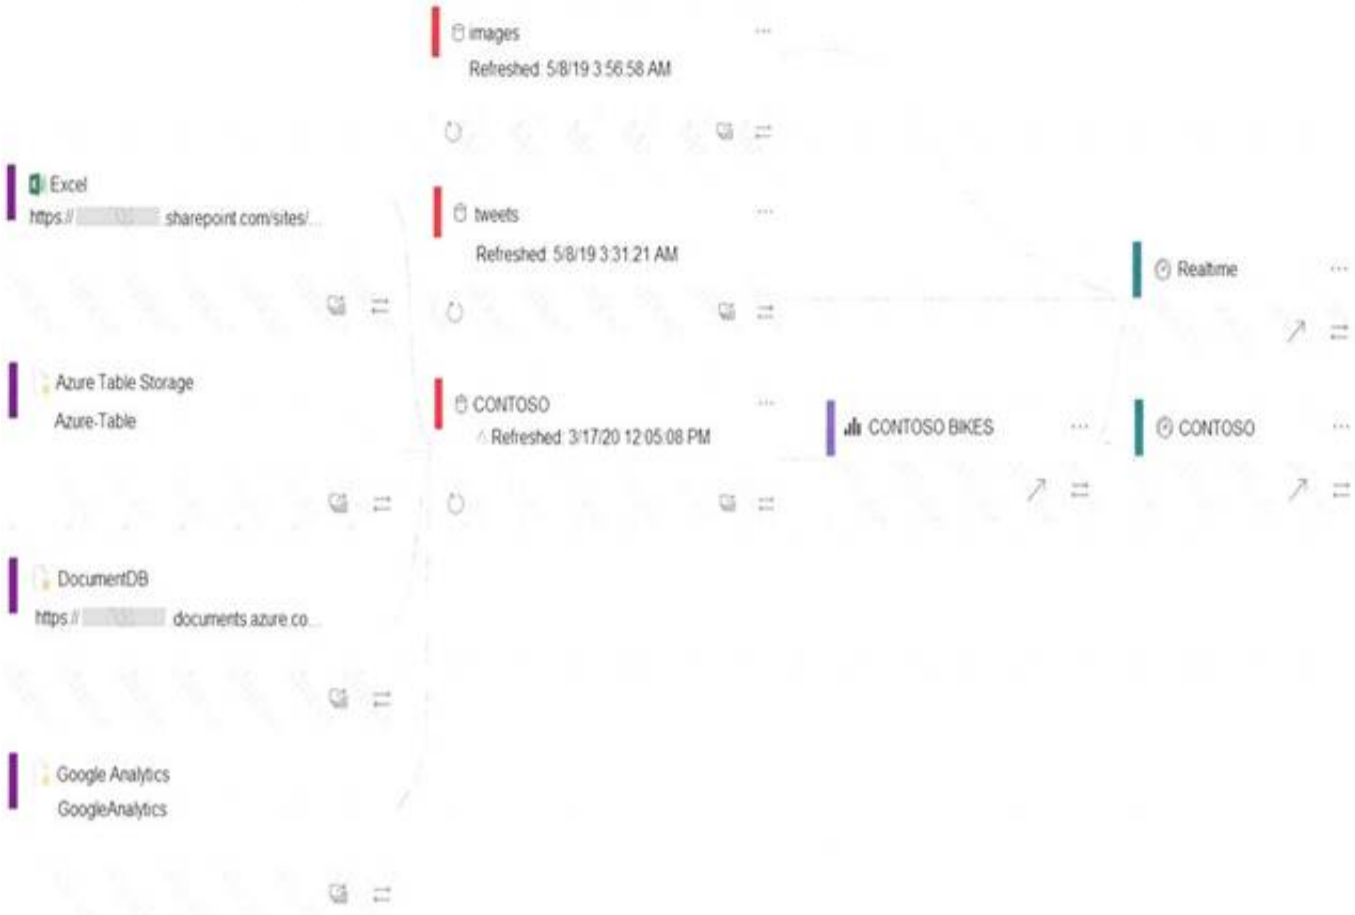 images
Refreshed: 5/8/19 3:56:58 AM
Excel
https:// sharepoint.com/sites/...
tweets
Refreshed: 5/8/19 3:31:21 AM
Realtime
Azure Table Storage
Azure-Table
CONTOSO
Refreshed: 3/17/20 12:05:08 PM
CONTOSO BIKES
CONTOSO
DocumentDB
https:// documents.azure.co...
Google Analytics
GoogleAnalytics